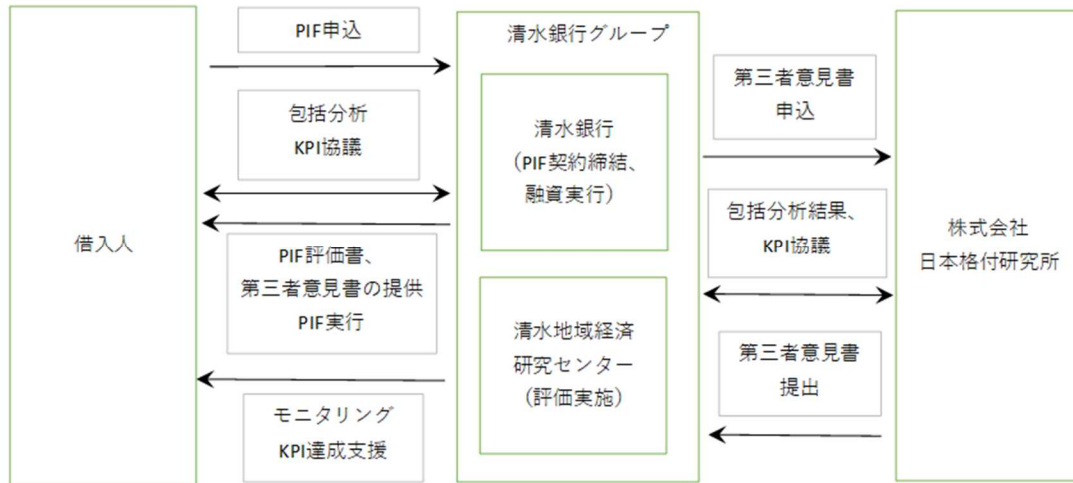 PIF申込
包括分析
KPI協議
借入人
PIF評価書、
第三者意見書の提供
PIF実行
モニタリング
KPI達成支援
清水銀行グループ
清水銀行
（PIF契約締結、
融資実行）
清水地域経済
研究センター
（評価実施）
第三者意見書
申込
包括分析結果、
KPI協議
第三者意見書
提出
株式会社
日本格付研究所